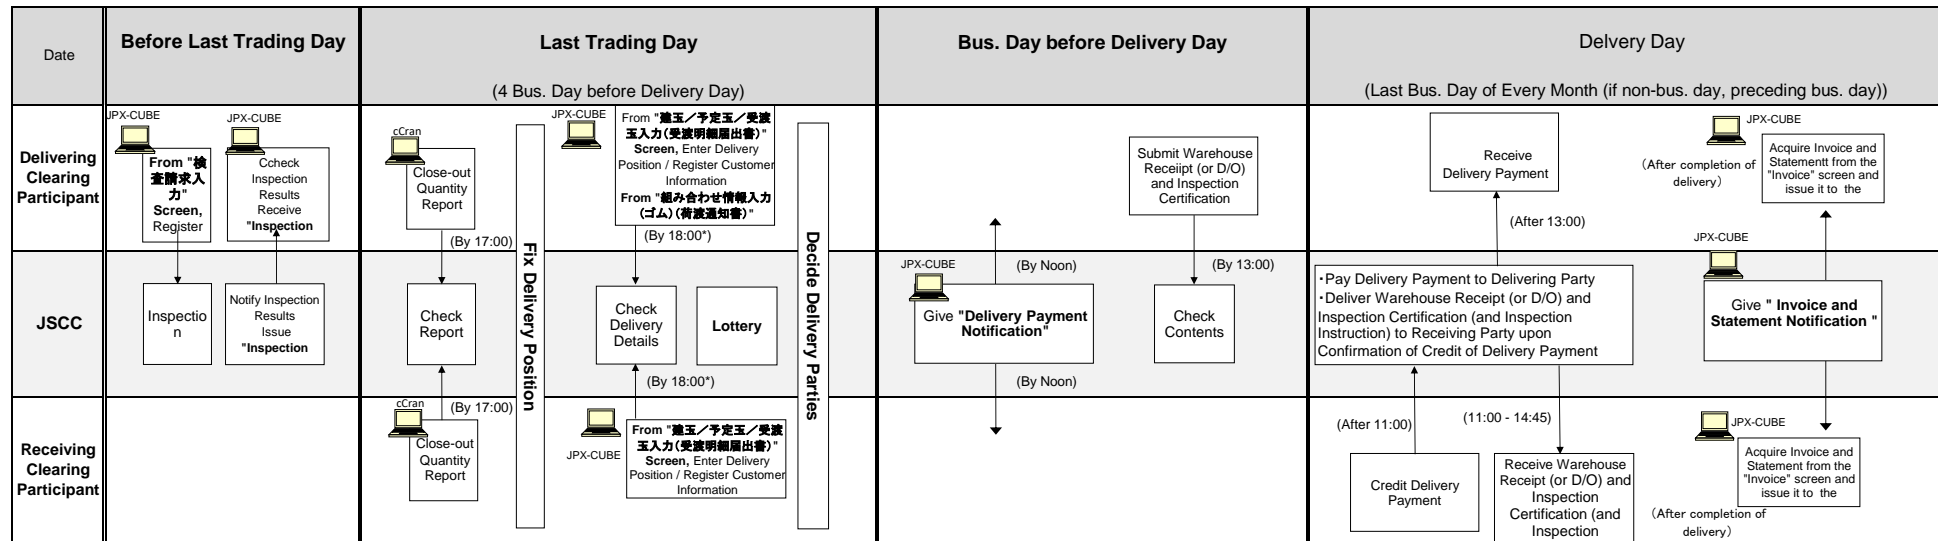 Date
Before Last Trading Day
Last Trading Day
(4 Bus. Day before Delivery Day)
Bus. Day before Delivery Day
Delvery Day
(Last Bus. Day of Every Month (if non-bus. day, preceding bus. day))
Delivering
Clearing
Participant
JPX-CUBE
From "検
査請求入
力"
Screen,
Register
JPX-CUBE
Ccheck
Inspection
Results
Receive
"Inspection
cCran
Close-out
Quantity
Report
(By 17:00)
JPX-CUBE
From "建玉／予定玉／受渡
玉入力（受渡明細届出書）"
Screen, Enter Delivery
Position / Register Customer
Information
From "組み合わせ情報入力
（ゴム）（荷渡通知書）"
(By 18:00*)
Submit Warehouse
Receiipt (or D/O)
and Inspection
Certification
Receive
Delivery Payment
(After 13:00)
JPX-CUBE
（After completion of
delivery）
Acquire Invoice and
Statementt from the
"Invoice" screen and
issue it to the
Fix Delivery Position
Decide Delivery Parties
JSCC
Inspectio
n
Notify Inspection
Results
Issue
"Inspection
Check
Report
Check
Delivery
Details
Lottery
(By 18:00*)
JPX-CUBE
(By Noon)
Give "Delivery Payment
Notification"
(By Noon)
(By 13:00)
Check
Contents
・Pay Delivery Payment to Delivering Party
・Deliver Warehouse Receipt (or D/O) and
Inspection Certification (and Inspection
Instruction) to Receiving Party upon
Confirmation of Credit of Delivery Payment
JPX-CUBE
Give " Invoice and
Statement Notification "
Receiving
Clearing
Participant
cCran
(By 17:00)
Close-out
Quantity
Report
JPX-CUBE
From "建玉／予定玉／受渡
玉入力（受渡明細届出書）"
Screen, Enter Delivery
Position / Register Customer
Information
(After 11:00)
Credit Delivery
Payment
(11:00 - 14:45)
Receive Warehouse
Receipt (or D/O) and
Inspection
Certification (and
Inspection
JPX-CUBE
Acquire Invoice and
Statement from the
"Invoice" screen and
issue it to the
（After completion of
delivery）